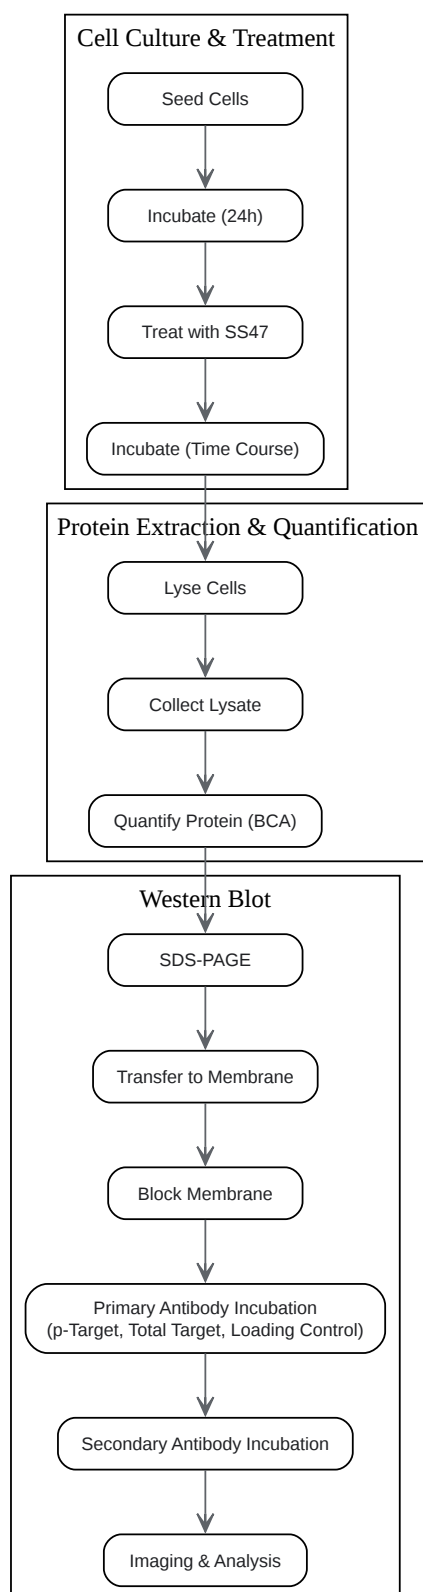 Cell Culture & Treatment
Seed Cells
Incubate (24h)
Treat with SS47
Incubate (Time Course)
Protein Extraction & Quantification
Lyse Cells
Collect Lysate
Quantify Protein (BCA)
Western Blot
SDS-PAGE
Transfer to Membrane
Block Membrane
Primary Antibody Incubation
(p-Target, Total Target, Loading Control)
Secondary Antibody Incubation
Imaging & Analysis